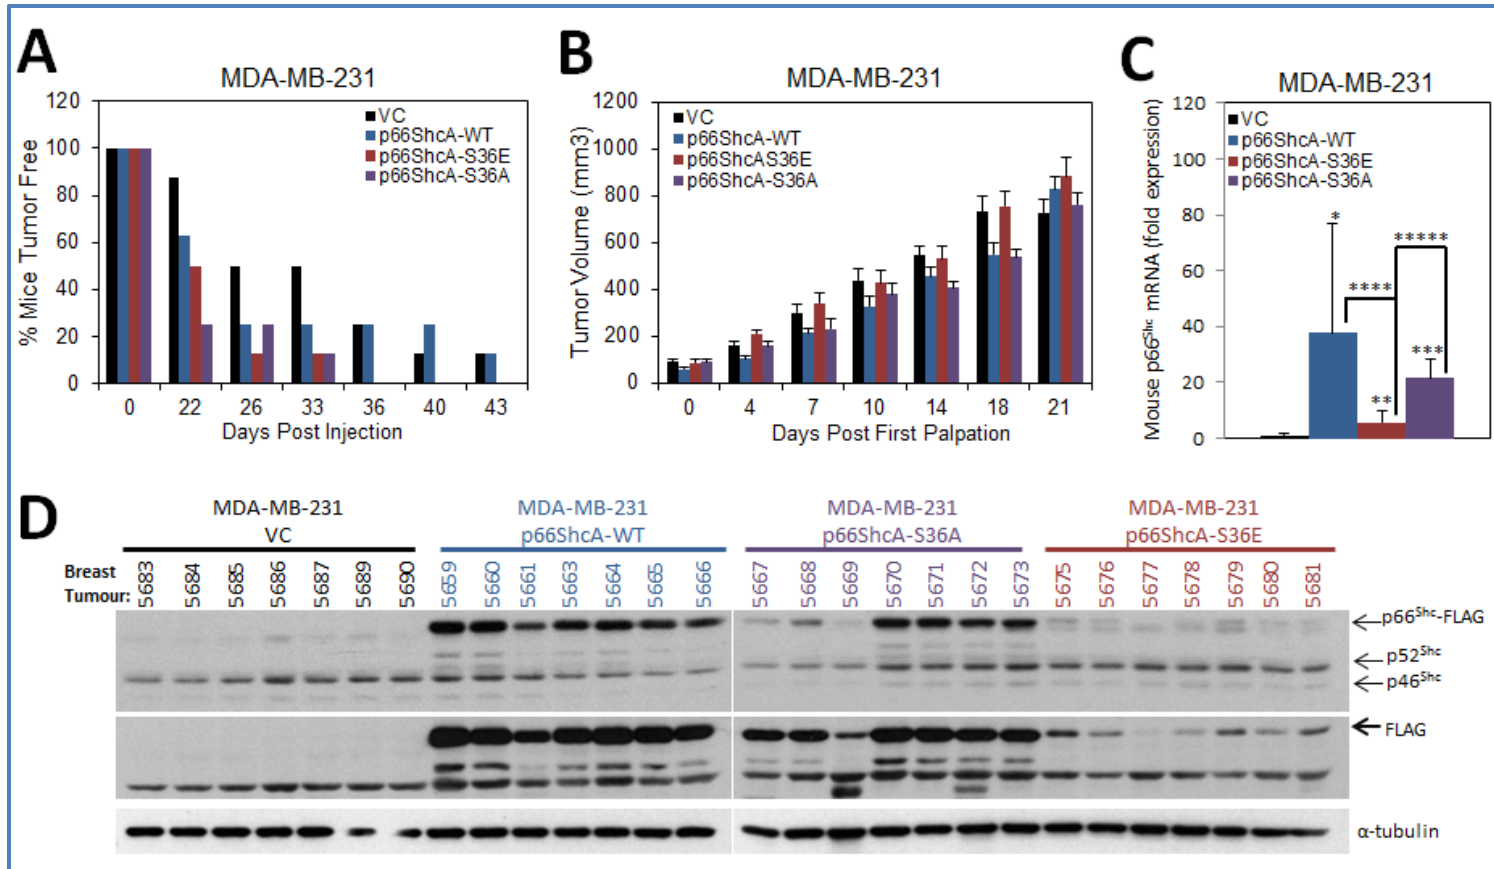 A
MDA-MB-231
120
100
80
60
40
20
0
% Mice Tumor Free
VC
p66ShcA-WT
p66ShcA-S36E
p66ShcA-S36A
0 22 26 33 36 40 43
Days Post Injection
B
MDA-MB-231
1200
1000
800
600
400
200
0
Tumor Volume (mm3)
VC
p66ShcA-WT
p66ShcAS36E
p66ShcA-S36A
0 4 7 10 14 18 21
Days Post First Palpation
C
MDA-MB-231
120
100
80
60
40
20
0
Mouse p66Shc mRNA (fold expression)
VC
p66ShcA-WT
p66ShcA-S36E
p66ShcA-S36A
*
****
*****
**
***
D
MDA-MB-231
VC
MDA-MB-231
p66ShcA-WT
MDA-MB-231
p66ShcA-S36A
MDA-MB-231
p66ShcA-S36E
Breast
Tumour:
5683 5684 5685 5686 5687 5689 5690 5659 5660 5661 5663 5664 5665 5666 5667 5668 5669 5670 5671 5672 5673 5675 5676 5677 5678 5679 5680 5681
p66Shc-FLAG
p52Shc
p46Shc
FLAG
α-tubulin